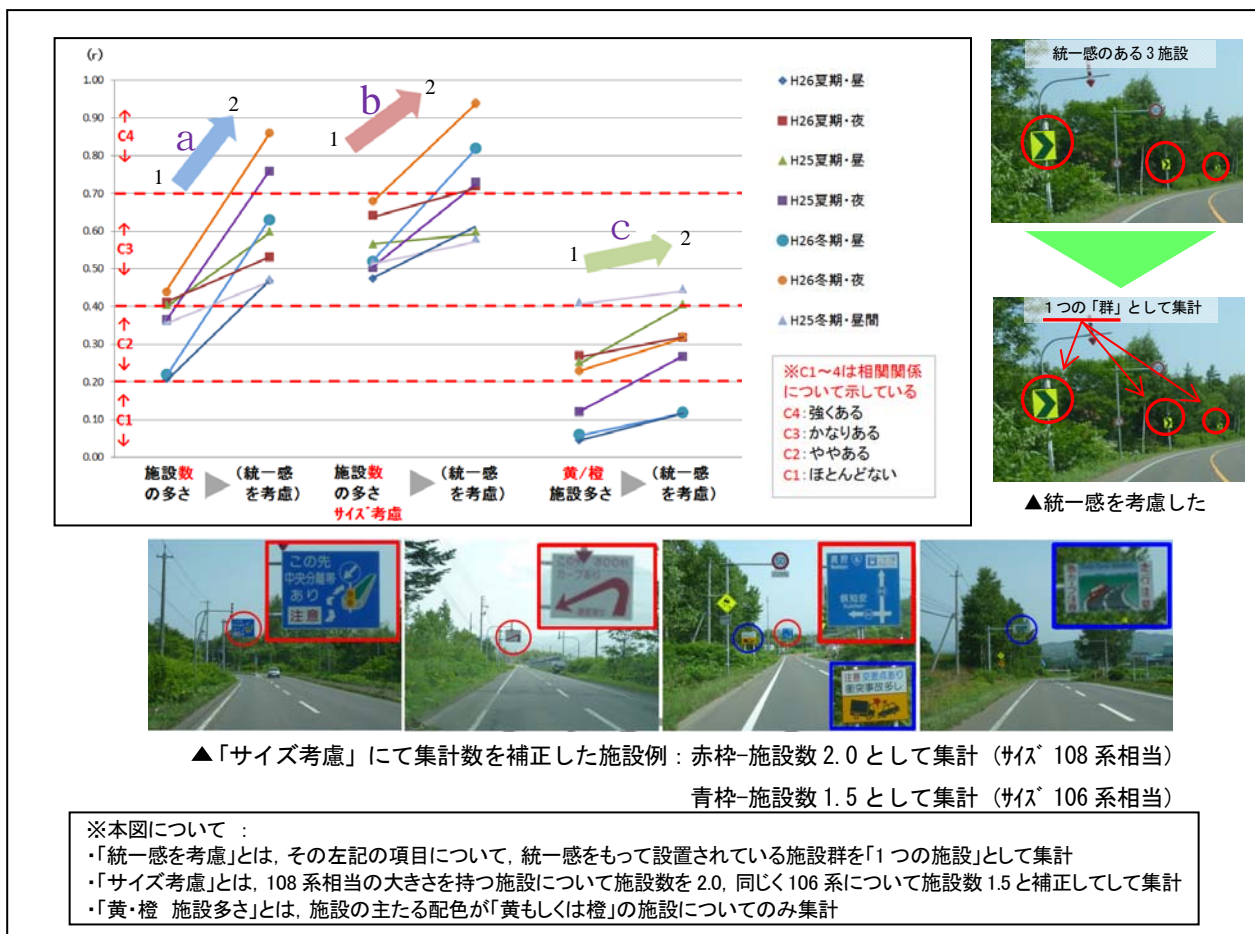 (r)
1.00
0.90
0.80
0.70
0.60
0.50
0.40
0.30
0.20
0.10
0.00
↑
C4
↓
↑
C3
↓
↑
C2
↓
↑
C1
↓
a
1
2
b
1
2
c
1
2
施設数
の多さ
(統一感
を考慮)
施設数
の多さ
サイズ考慮
(統一感
を考慮)
黄/橙
施設多さ
(統一感
を考慮)
H26夏期・昼
H26夏期・夜
H25夏期・昼
H25夏期・夜
H26冬期・昼
H26冬期・夜
H25冬期・昼間
※C1~4は相関関係
について示している
C4:強くある
C3:かなりある
C2:ややある
C1:ほとんどない
統一感のある3施設
1つの「群」として集計
▲統一感を考慮した
この先
中央分離帯
あり
注意
カーブあり
倶知安
注意 交差点あり
衝突事故多し
走行注意
▲「サイズ考慮」にて集計数を補正した施設例:赤枠-施設数2.0として集計(サイズ108系相当)
青枠-施設数1.5として集計(サイズ106系相当)
※本図について :
・「統一感を考慮」とは,その左記の項目について,統一感をもって設置されている施設群を「1つの施設」として集計
・「サイズ考慮」とは,108系相当の大きさを持つ施設について施設数を2.0,同じく106系について施設数1.5と補正してして集計
・「黄・橙 施設多さ」とは,施設の主たる配色が「黄もしくは橙」の施設についてのみ集計